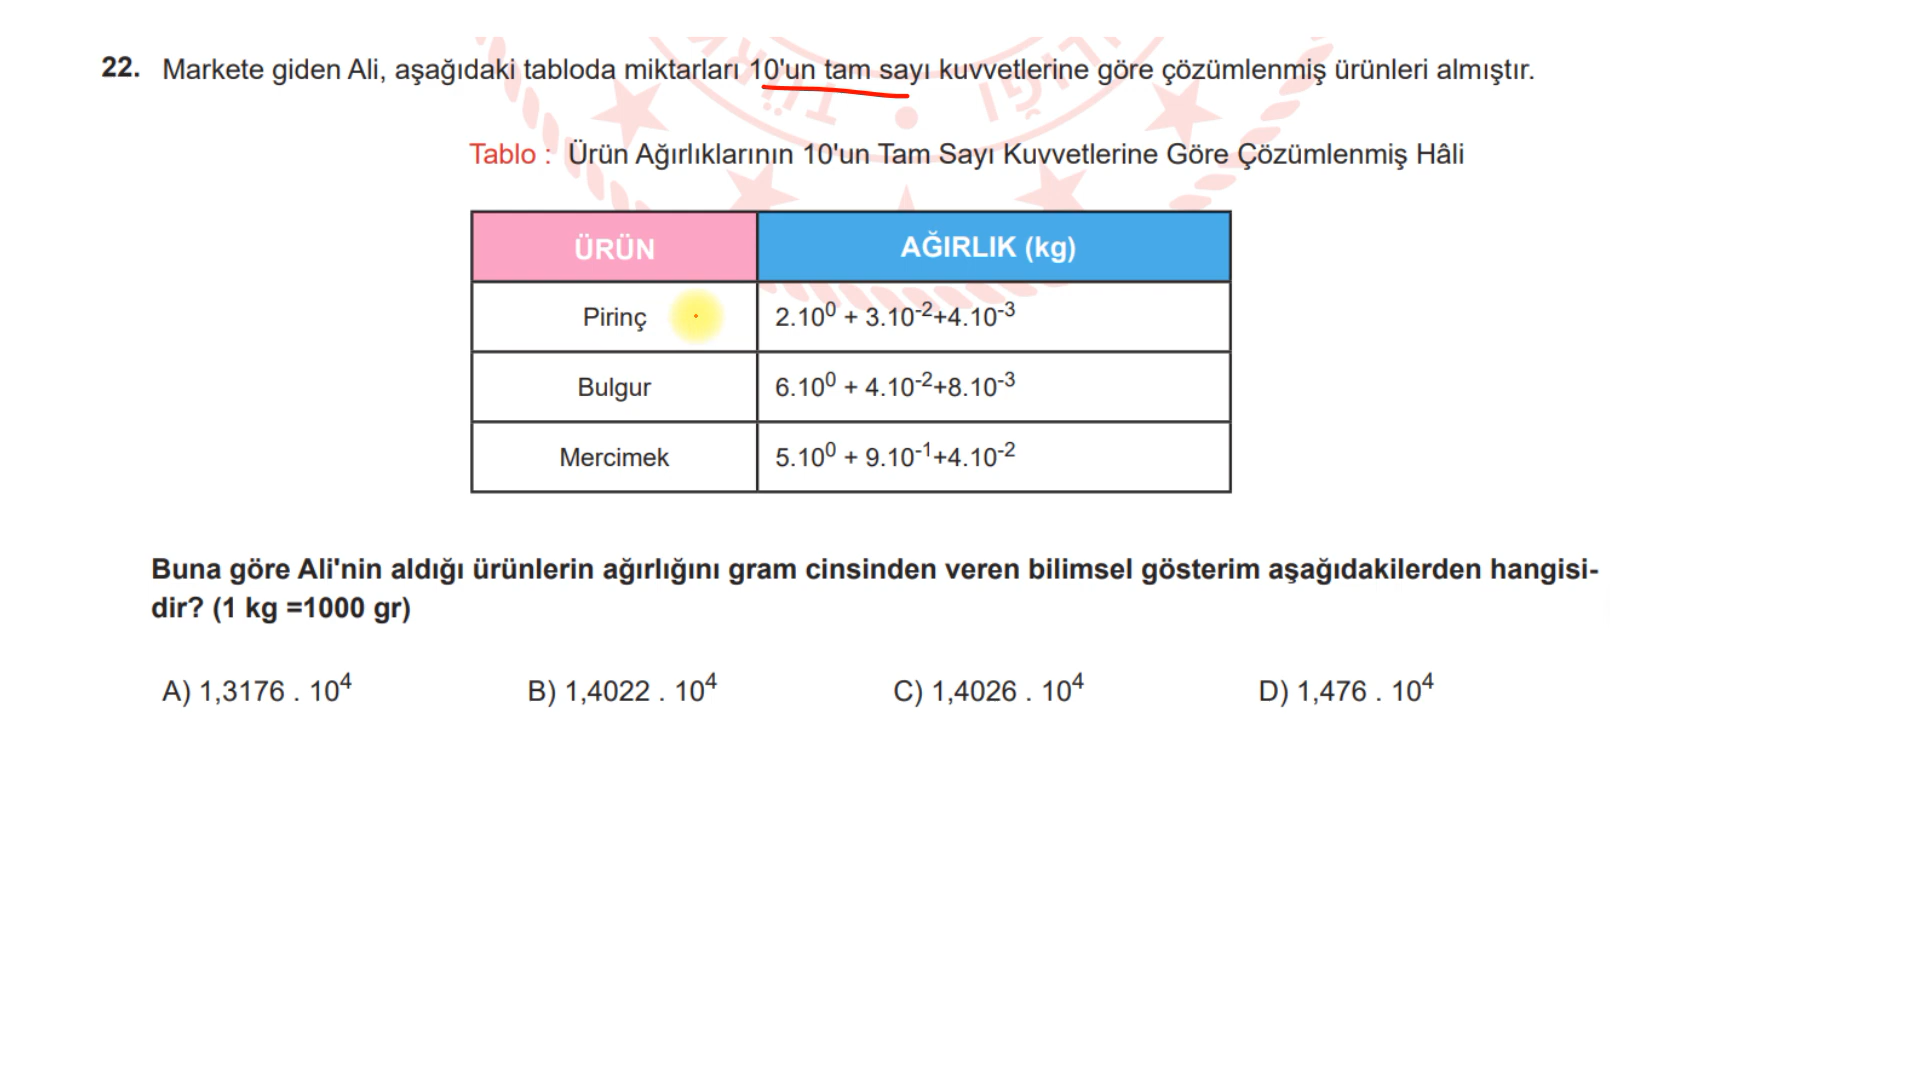 22. Markete giden Ali, aşağıdaki tabloda miktarları 10'un tam sayı kuvvetlerine göre çözümlenmiş ürünleri almıştır.
Tablo : Ürün Ağırlıklarının 10'un Tam Sayı Kuvvetlerine Göre Çözümlenmiş Hâli
ÜRÜN AĞIRLIK (kg)
Pirinç 2.10⁰ + 3.10⁻²+4.10⁻³
Bulgur 6.10⁰ + 4.10⁻²+8.10⁻³
Mercimek 5.10⁰ + 9.10⁻¹+4.10⁻²
Buna göre Ali'nin aldığı ürünlerin ağırlığını gram cinsinden veren bilimsel gösterim aşağıdakilerden hangisi-
dir? (1 kg =1000 gr)
A) 1,3176 . 10⁴ B) 1,4022 . 10⁴ C) 1,4026 . 10⁴ D) 1,476 . 10⁴